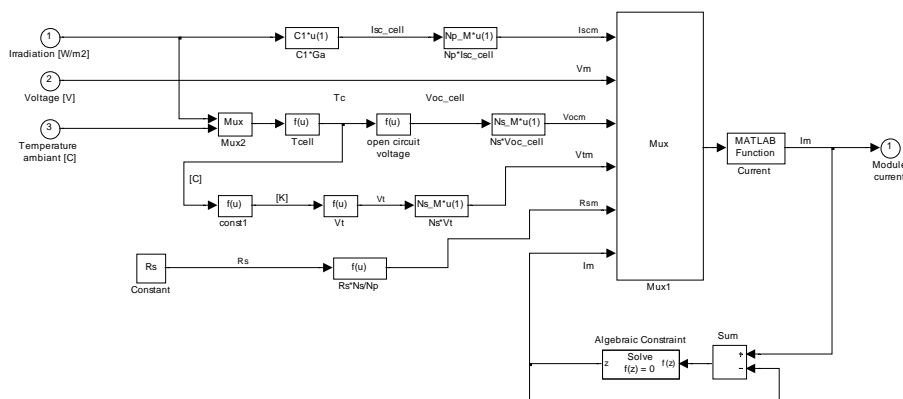 1
Irradiation [W/m2]
C1*u(1)
C1*Ga
Isc_cell
Np_M*u(1)
Np*Isc_cell
Iscm
2
Voltage [V]
Vm
3
Temperature
ambiant [C]
Mux
Mux2
f(u)
Tcell
Tc
f(u)
open circuit
voltage
Voc_cell
Ns_M*u(1)
Ns*Voc_cell
Vocm
[C]
f(u)
const1
[K]
f(u)
Vt
Vt
Ns_M*u(1)
Ns*Vt
Vtm
Rs
Constant
Rs
f(u)
Rs*Ns/Np
Rsm
Im
Mux
Mux1
MATLAB
Function
Current
Im
1
Module
current
Algebraic Constraint
z
Solve
f(z) = 0
f(z)
Sum
+
−